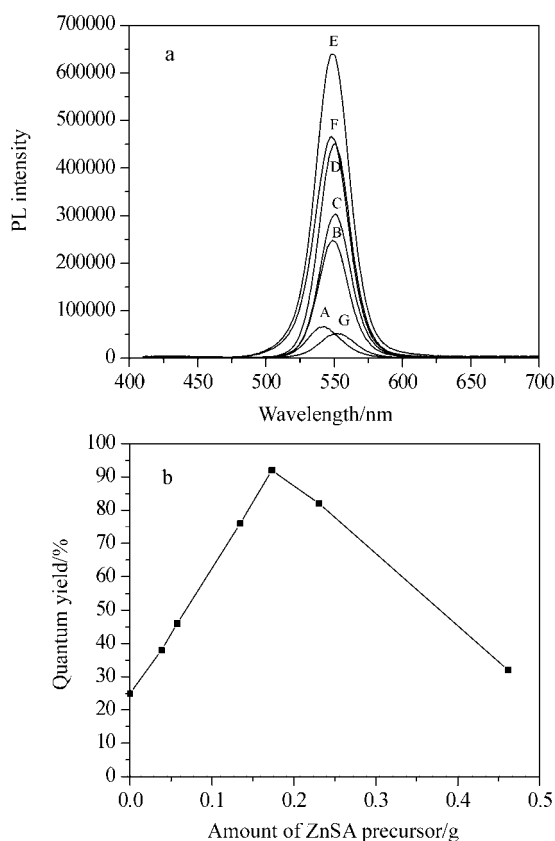 a
700000
600000
500000
400000
300000
200000
100000
0
PL intensity
E
F
D
C
B
A
G
400 450 500 550 600 650 700
Wavelength/nm
b
100
90
80
70
60
50
40
30
20
10
0
Quantum yield/%
0.0 0.1 0.2 0.3 0.4 0.5
Amount of ZnSA precursor/g